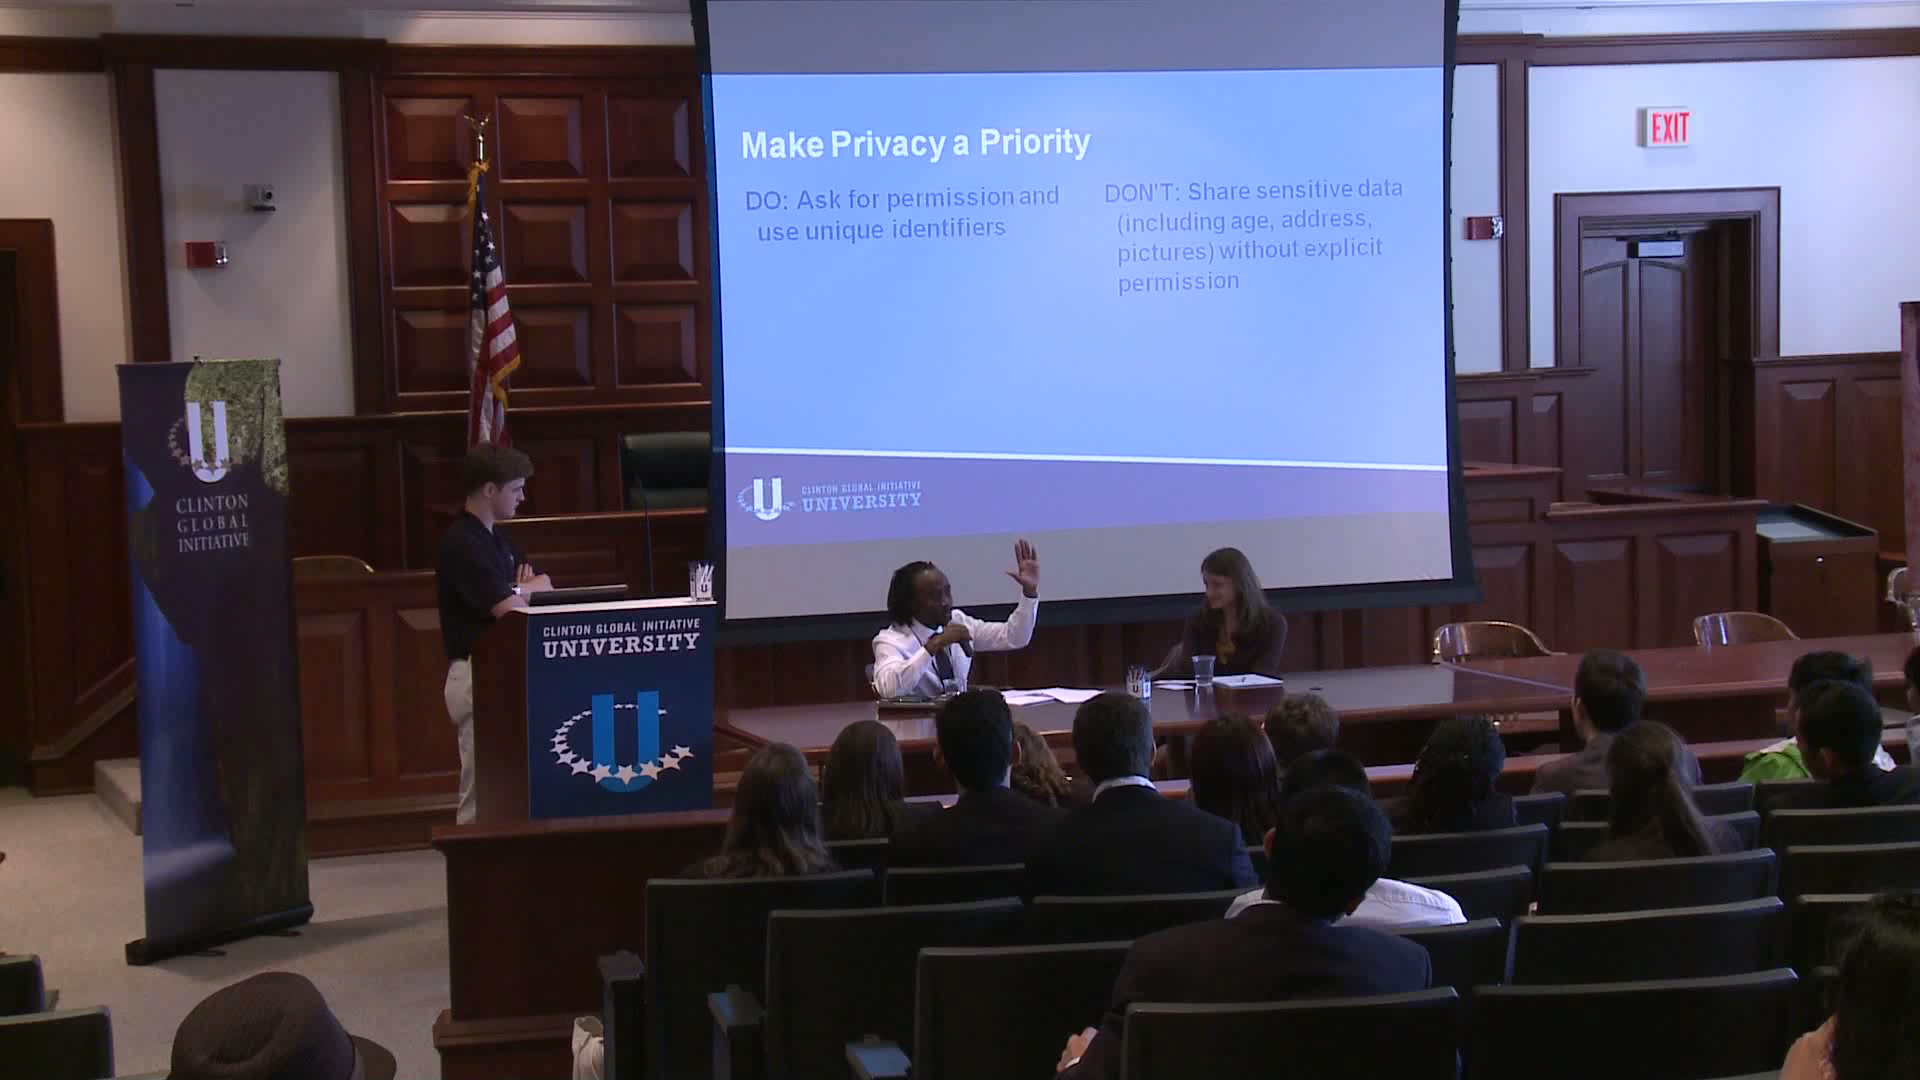 Make Privacy a Priority
DO: Ask for permission and
use unique identifiers
DON'T: Share sensitive data
(including age, address,
pictures) without explicit
permission
U
CLINTON GLOBAL INITIATIVE
UNIVERSITY
EXIT
U
CLINTON
GLOBAL
INITIATIVE
CLINTON GLOBAL INITIATIVE
UNIVERSITY
U
U
U